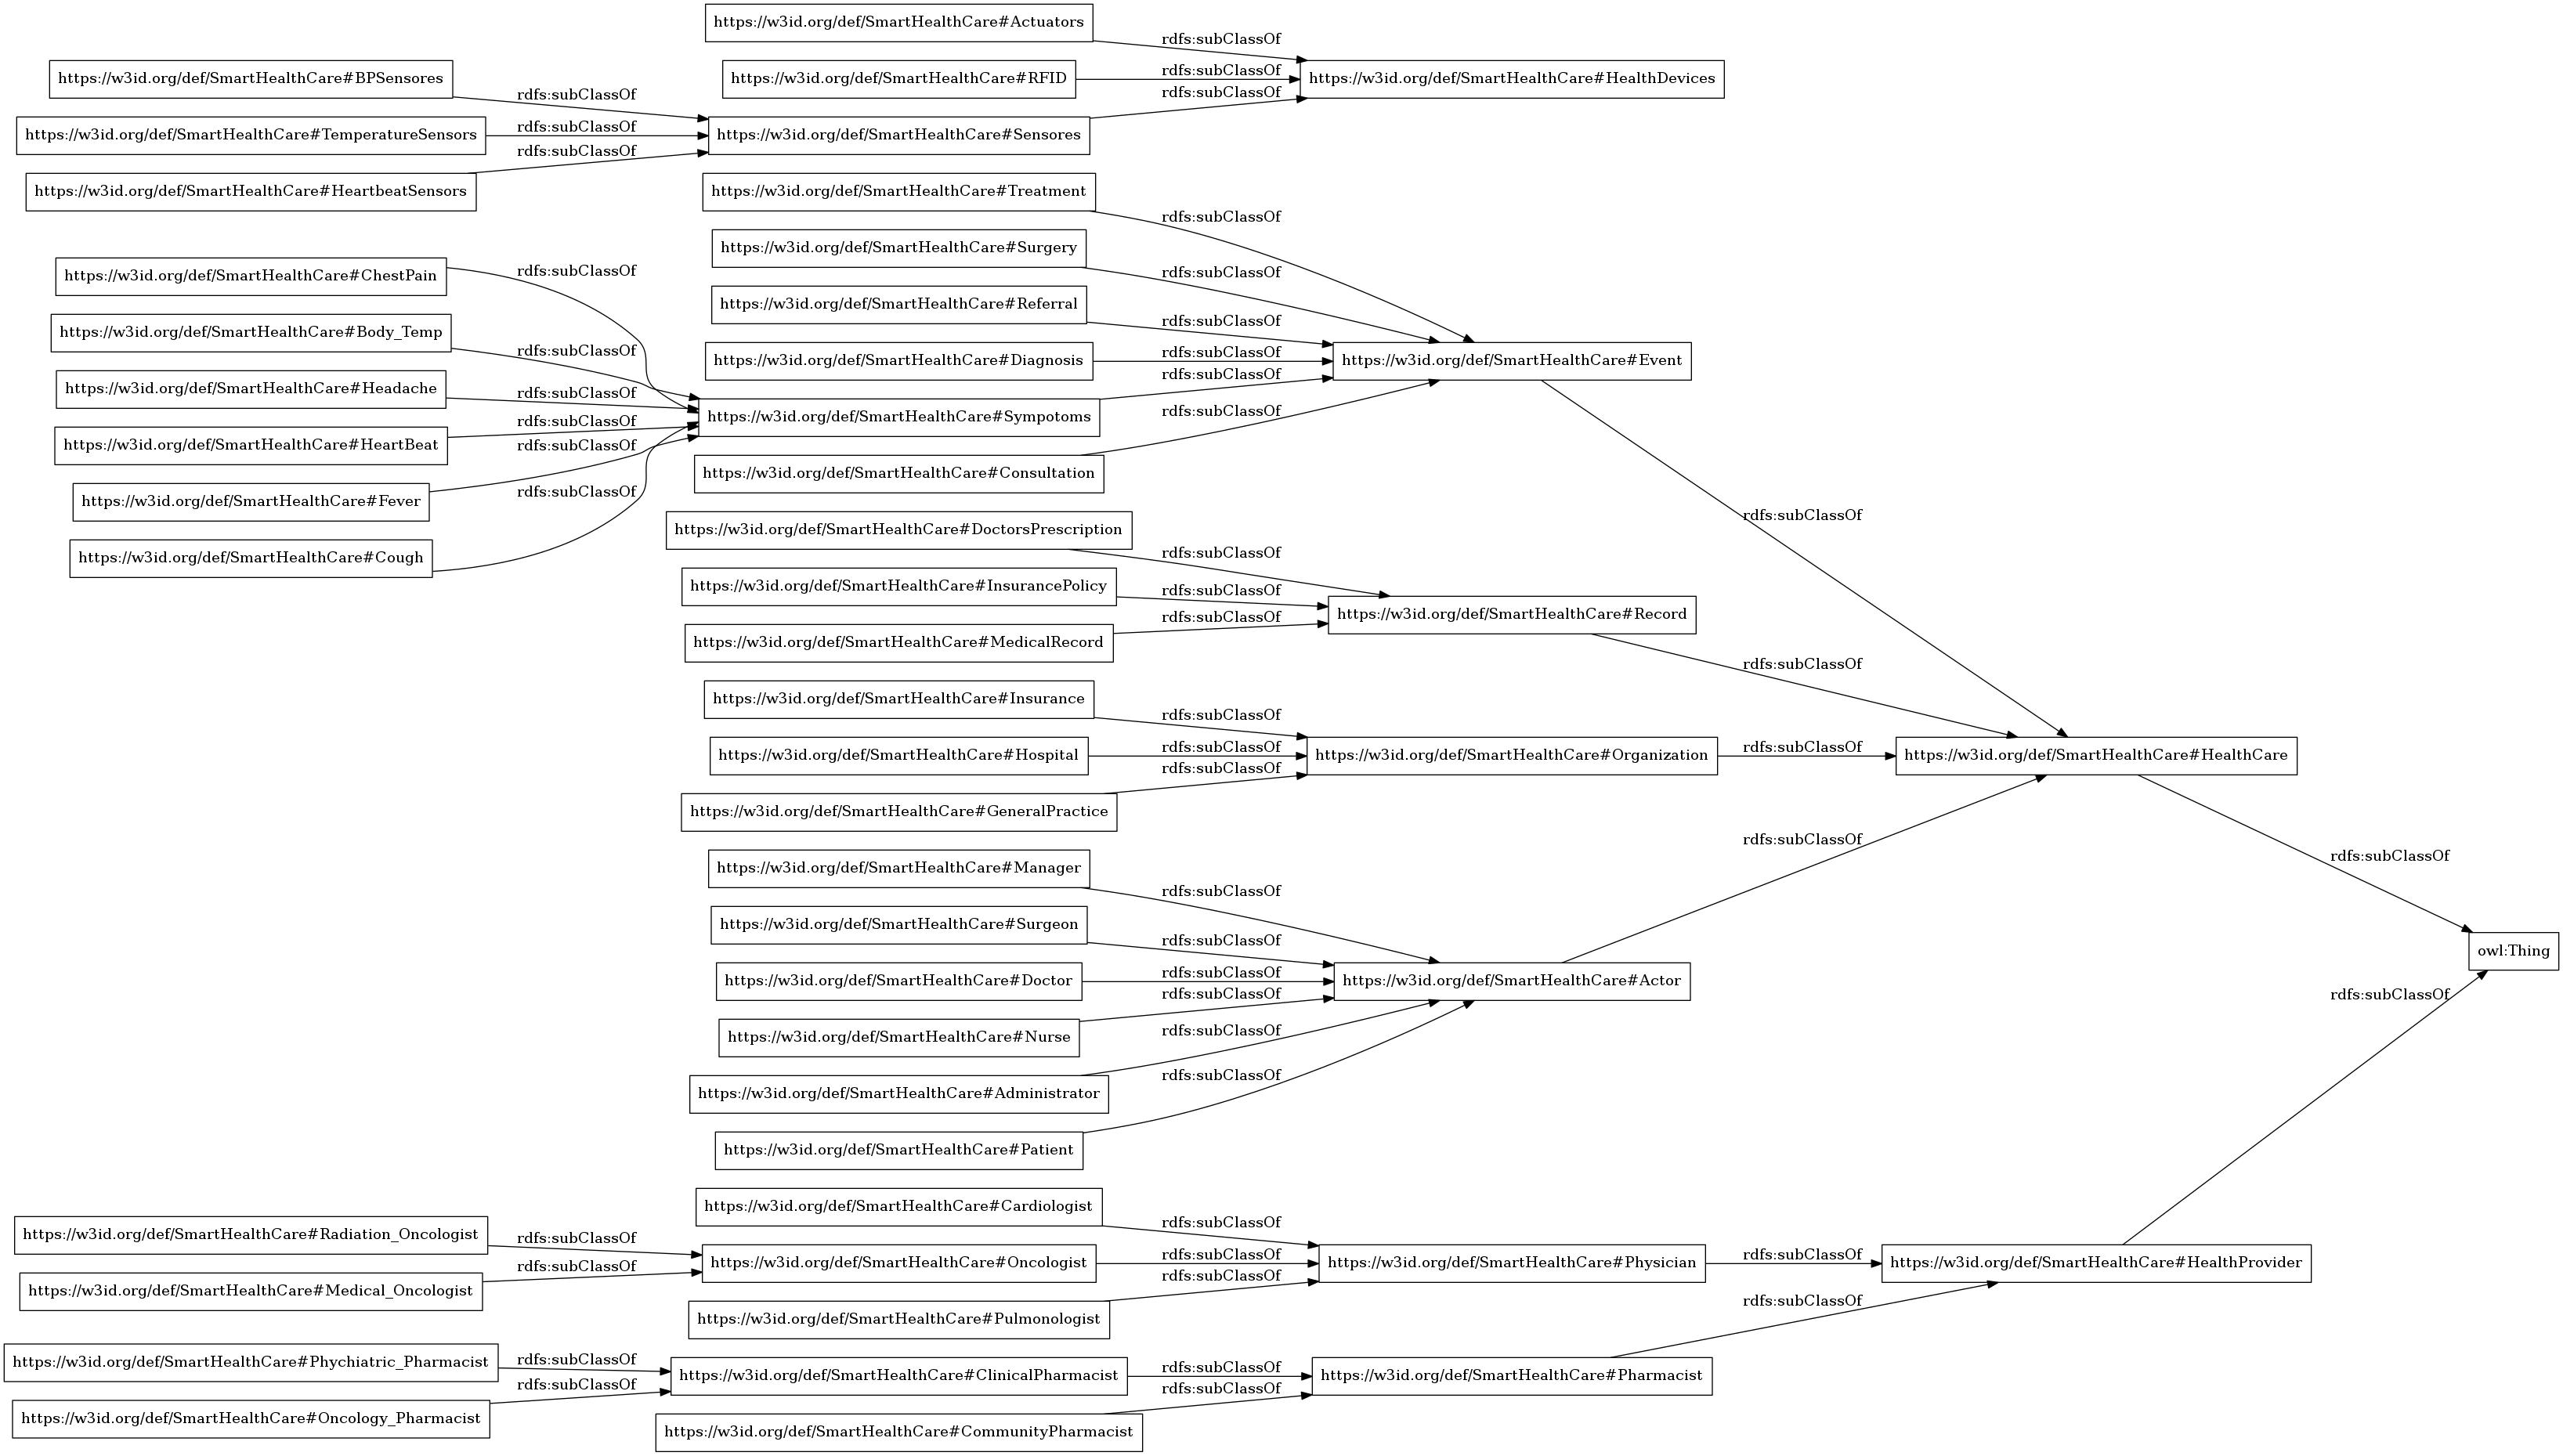 https://w3id.org/def/SmartHealthCare#Actuators
rdfs:subClassOf
https://w3id.org/def/SmartHealthCare#BPSensores
https://w3id.org/def/SmartHealthCare#RFID
rdfs:subClassOf
https://w3id.org/def/SmartHealthCare#HealthDevices
rdfs:subClassOf
rdfs:subClassOf
https://w3id.org/def/SmartHealthCare#TemperatureSensors
rdfs:subClassOf
https://w3id.org/def/SmartHealthCare#Sensores
rdfs:subClassOf
https://w3id.org/def/SmartHealthCare#HeartbeatSensors
https://w3id.org/def/SmartHealthCare#Treatment
rdfs:subClassOf
https://w3id.org/def/SmartHealthCare#Surgery
rdfs:subClassOf
https://w3id.org/def/SmartHealthCare#ChestPain
rdfs:subClassOf
https://w3id.org/def/SmartHealthCare#Referral
rdfs:subClassOf
https://w3id.org/def/SmartHealthCare#Body_Temp
rdfs:subClassOf
https://w3id.org/def/SmartHealthCare#Diagnosis
rdfs:subClassOf
https://w3id.org/def/SmartHealthCare#Event
rdfs:subClassOf
https://w3id.org/def/SmartHealthCare#Headache
rdfs:subClassOf
https://w3id.org/def/SmartHealthCare#Sympotoms
rdfs:subClassOf
https://w3id.org/def/SmartHealthCare#HeartBeat
rdfs:subClassOf
rdfs:subClassOf
https://w3id.org/def/SmartHealthCare#Consultation
https://w3id.org/def/SmartHealthCare#Fever
rdfs:subClassOf
rdfs:subClassOf
https://w3id.org/def/SmartHealthCare#DoctorsPrescription
rdfs:subClassOf
https://w3id.org/def/SmartHealthCare#Cough
https://w3id.org/def/SmartHealthCare#InsurancePolicy
rdfs:subClassOf
https://w3id.org/def/SmartHealthCare#Record
rdfs:subClassOf
https://w3id.org/def/SmartHealthCare#MedicalRecord
rdfs:subClassOf
https://w3id.org/def/SmartHealthCare#Insurance
rdfs:subClassOf
https://w3id.org/def/SmartHealthCare#Hospital
rdfs:subClassOf
https://w3id.org/def/SmartHealthCare#Organization
rdfs:subClassOf
https://w3id.org/def/SmartHealthCare#HealthCare
rdfs:subClassOf
https://w3id.org/def/SmartHealthCare#GeneralPractice
rdfs:subClassOf
rdfs:subClassOf
https://w3id.org/def/SmartHealthCare#Manager
rdfs:subClassOf
https://w3id.org/def/SmartHealthCare#Surgeon
rdfs:subClassOf
owl:Thing
https://w3id.org/def/SmartHealthCare#Doctor
rdfs:subClassOf
https://w3id.org/def/SmartHealthCare#Actor
rdfs:subClassOf
rdfs:subClassOf
https://w3id.org/def/SmartHealthCare#Nurse
rdfs:subClassOf
https://w3id.org/def/SmartHealthCare#Administrator
rdfs:subClassOf
https://w3id.org/def/SmartHealthCare#Patient
https://w3id.org/def/SmartHealthCare#Cardiologist
rdfs:subClassOf
https://w3id.org/def/SmartHealthCare#Radiation_Oncologist
rdfs:subClassOf
https://w3id.org/def/SmartHealthCare#Oncologist
rdfs:subClassOf
https://w3id.org/def/SmartHealthCare#Physician
rdfs:subClassOf
https://w3id.org/def/SmartHealthCare#HealthProvider
rdfs:subClassOf
rdfs:subClassOf
https://w3id.org/def/SmartHealthCare#Medical_Oncologist
rdfs:subClassOf
https://w3id.org/def/SmartHealthCare#Pulmonologist
https://w3id.org/def/SmartHealthCare#Phychiatric_Pharmacist
rdfs:subClassOf
https://w3id.org/def/SmartHealthCare#ClinicalPharmacist
rdfs:subClassOf
https://w3id.org/def/SmartHealthCare#Pharmacist
rdfs:subClassOf
rdfs:subClassOf
https://w3id.org/def/SmartHealthCare#Oncology_Pharmacist
https://w3id.org/def/SmartHealthCare#CommunityPharmacist